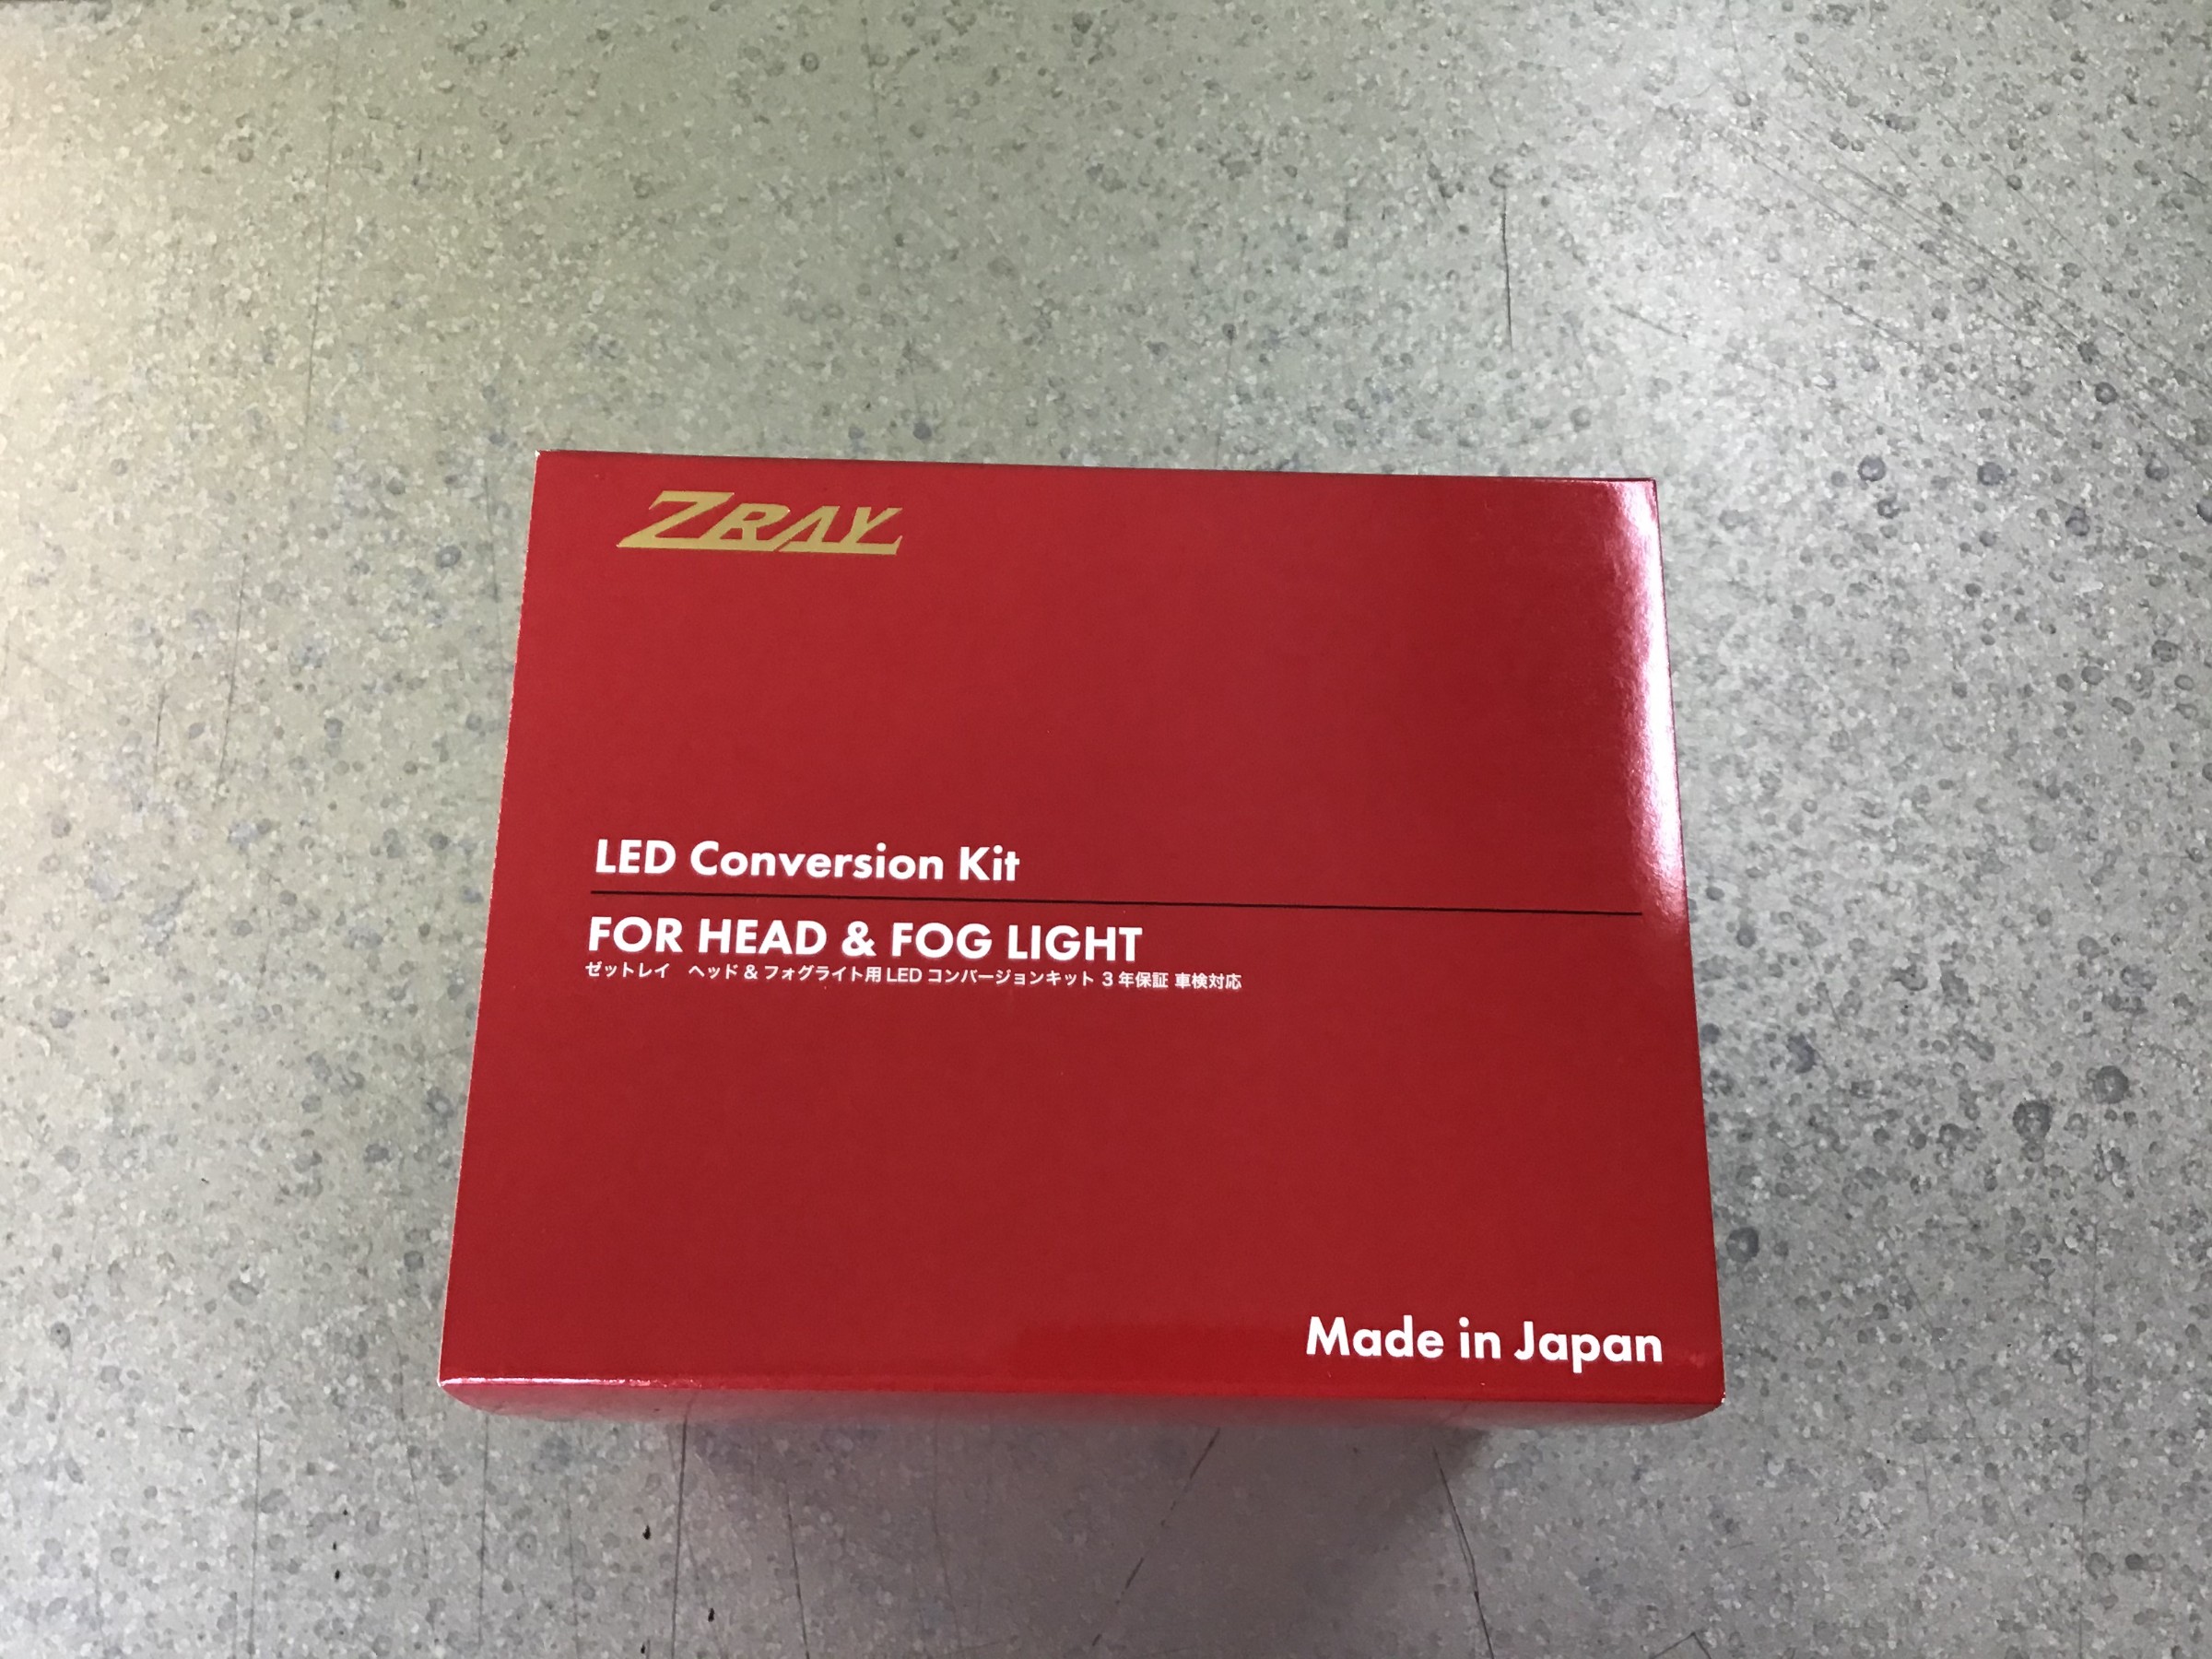 ZRAY
LED Conversion Kit
FOR HEAD & FOG LIGHT
ゼットレイ　ヘッド & フォグライト用 LED コンバージョンキット 3 年保証 車検対応
Made in Japan